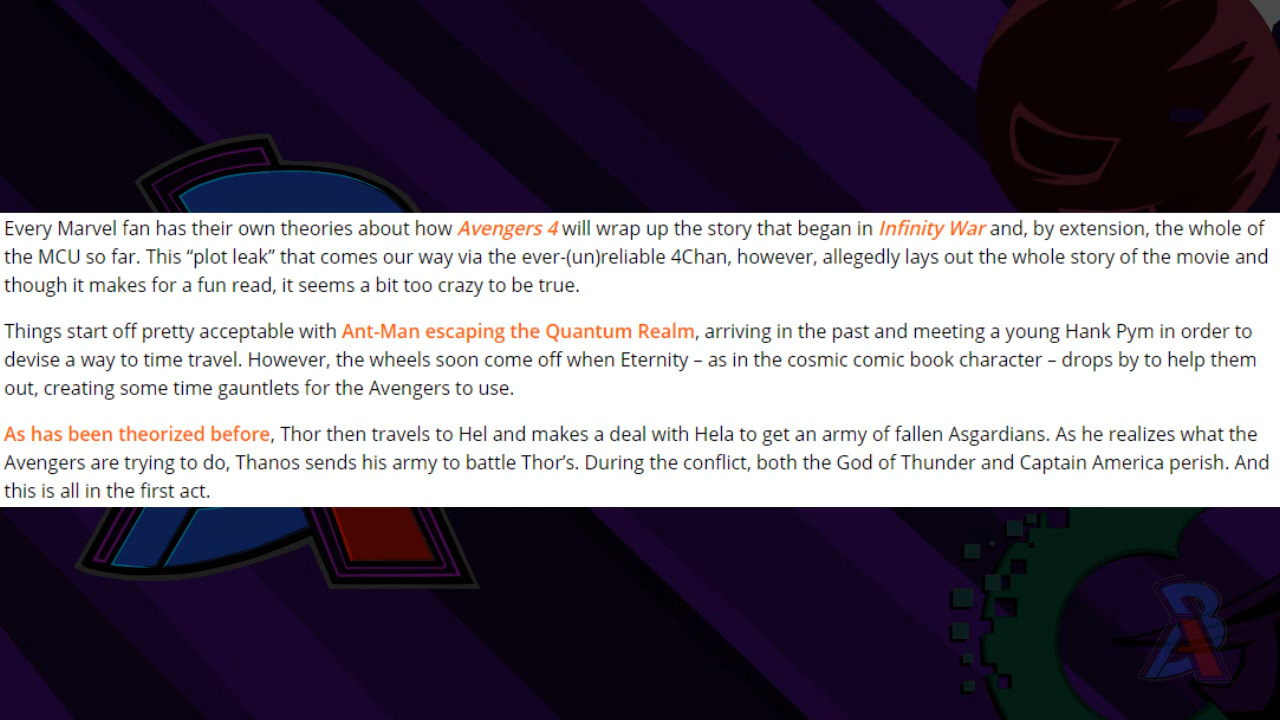 Every Marvel fan has their own theories about how Avengers 4 will wrap up the story that began in Infinity War and, by extension, the whole of
the MCU so far. This “plot leak” that comes our way via the ever-(un)reliable 4Chan, however, allegedly lays out the whole story of the movie and
though it makes for a fun read, it seems a bit too crazy to be true.
Things start off pretty acceptable with Ant-Man escaping the Quantum Realm, arriving in the past and meeting a young Hank Pym in order to
devise a way to time travel. However, the wheels soon come off when Eternity – as in the cosmic comic book character – drops by to help them
out, creating some time gauntlets for the Avengers to use.
As has been theorized before, Thor then travels to Hel and makes a deal with Hela to get an army of fallen Asgardians. As he realizes what the
Avengers are trying to do, Thanos sends his army to battle Thor’s. During the conflict, both the God of Thunder and Captain America perish. And
this is all in the first act.